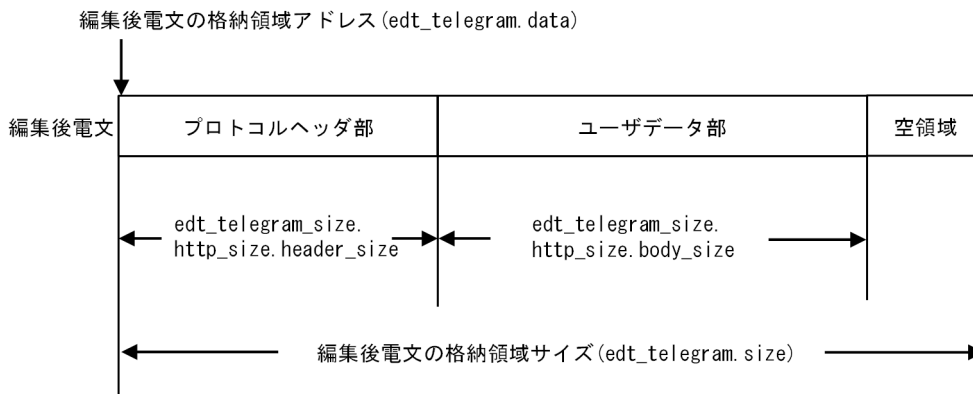 編集後電文の格納領域アドレス(edt_telegram.data)
編集後電文
プロトコルヘッダ部
ユーザデータ部
空領域
edt_telegram_size.
http_size.header_size
edt_telegram_size.
http_size.body_size
編集後電文の格納領域サイズ(edt_telegram.size)